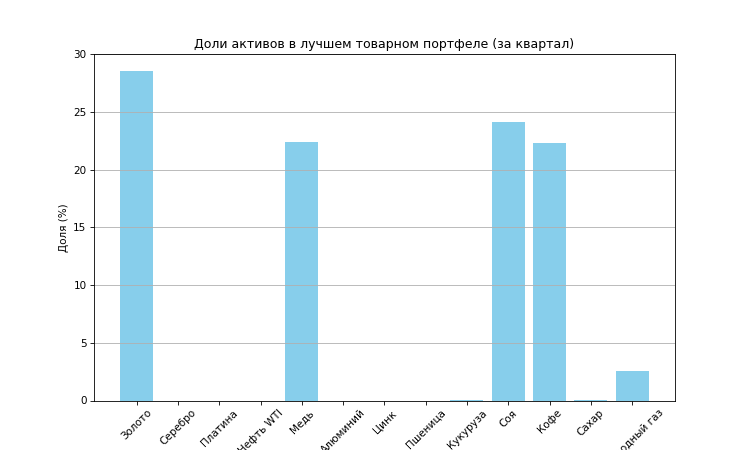 Доли активов в лучшем товарном портфеле (за квартал)
30
25
20
15
10
5
0
Доля (%)
Золото
Серебро
Платина
Нефть WTI
Медь
Алюминий
Цинк
Пшеница
Кукуруза
Соя
Кофе
Сахар
газ